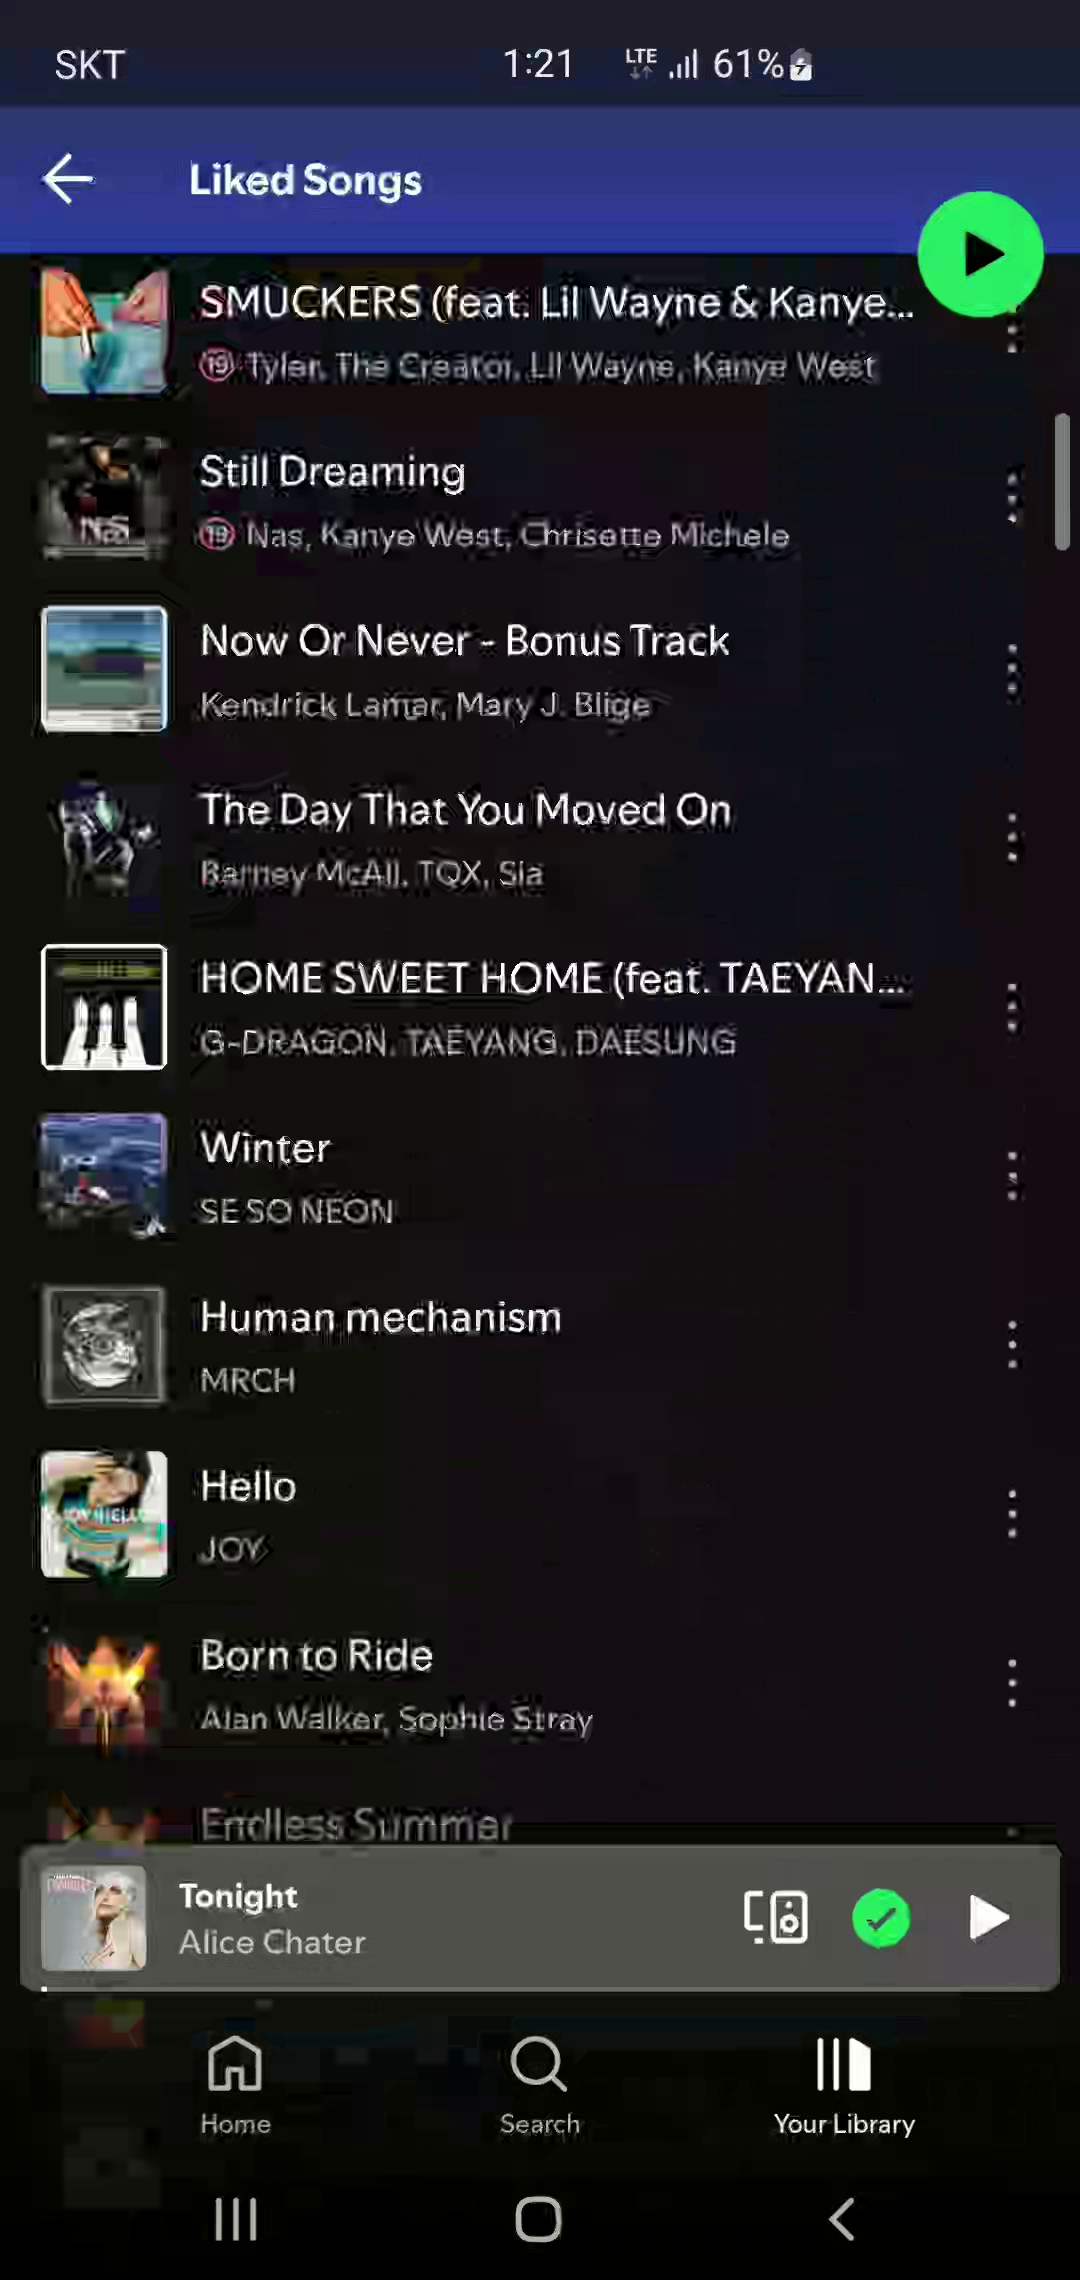 SKT 1:21 LTE 61%
Liked Songs
SMUCKERS (feat. Lil Wayne & Kanye...
19 Tyler, The Creator, Lil Wayne, Kanye West
Still Dreaming
19 Nas, Kanye West, Chrisette Michele
NAS
Now Or Never - Bonus Track
Kendrick Lamar, Mary J. Blige
The Day That You Moved On
Barney McAll, TQX, Sia
HOME SWEET HOME (feat. TAEYAN...
G-DRAGON, TAEYANG, DAESUNG
Winter
SE SO NEON
Human mechanism
MRCH
Hello
JOY
Born to Ride
Alan Walker, Sophie Stray
Endless Summer
Tonight
Alice Chater
Home Search Your Library